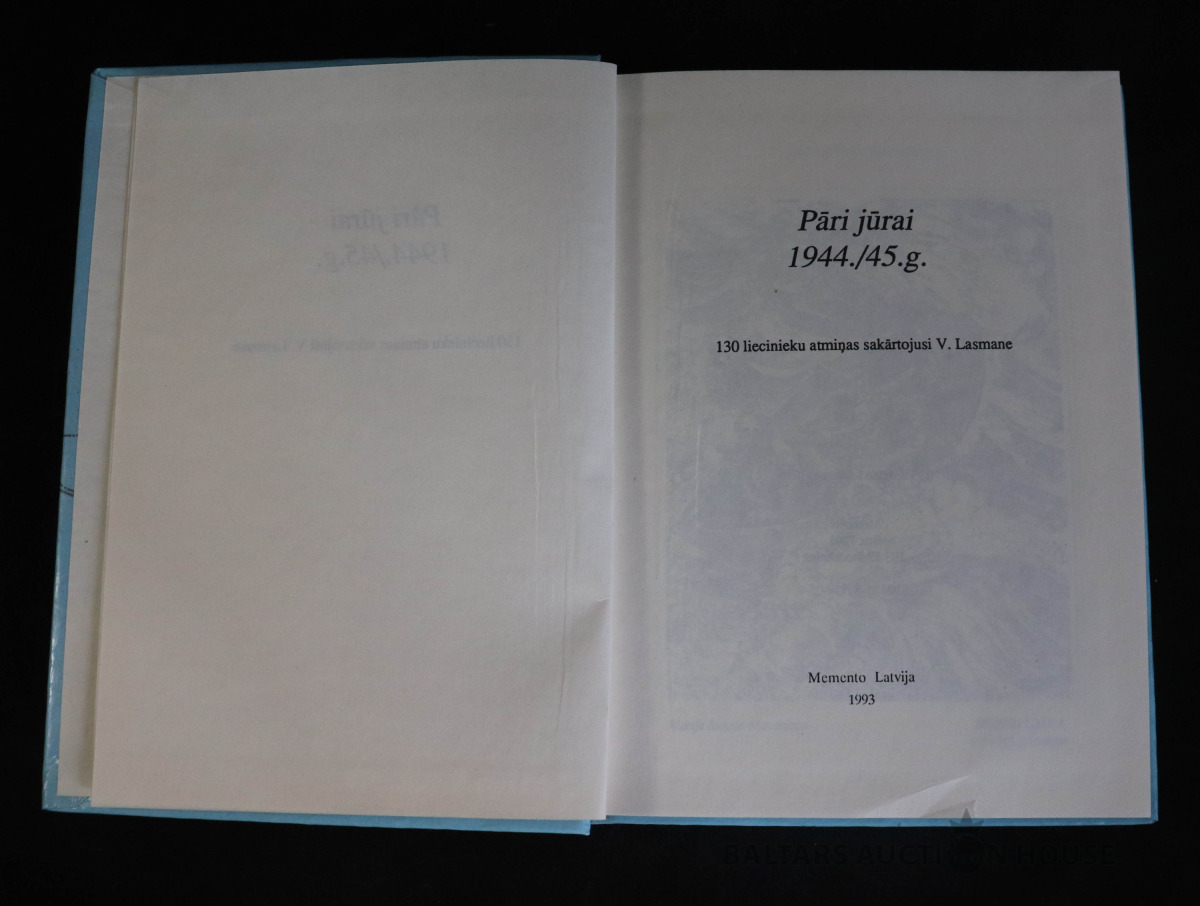 Pāri jūrai
1944./45.g.
130 liecinieku atmiņas sakārtojusi V. Lasmane
Memento Latvija
1993
BALTARS AUCTION HOUSE